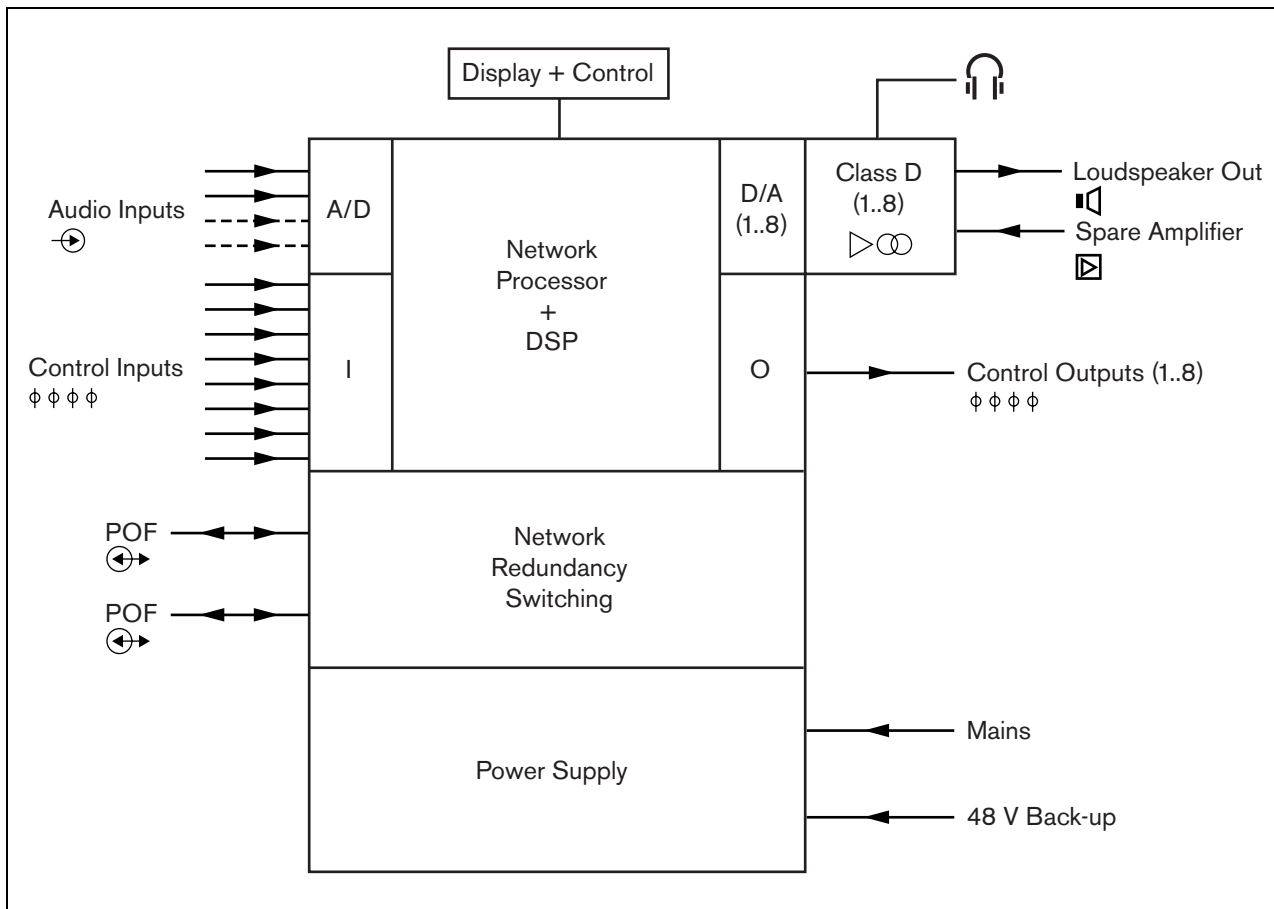 Display + Control
Audio Inputs
A/D
Network
Processor
+
DSP
D/A
(1..8)
Class D
(1..8)
Loudspeaker Out
Spare Amplifier
Control Inputs
I
O
Control Outputs (1..8)
POF
POF
Network
Redundancy
Switching
Power Supply
Mains
48 V Back-up